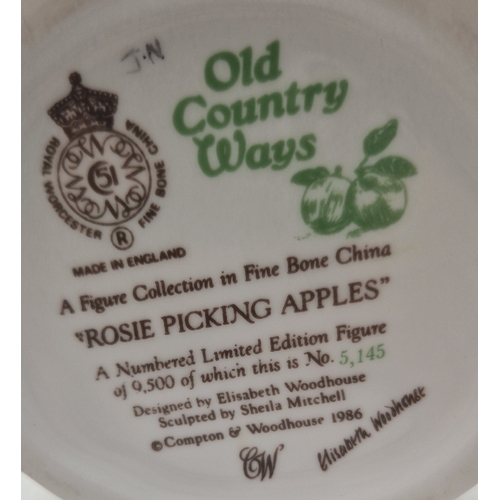 J.N
Old
Country
Ways
ROYAL WORCESTER
FINE BONE CHINA
51
®
MADE IN ENGLAND
A Figure Collection in Fine Bone China
"ROSIE PICKING APPLES"
A Numbered Limited Edition Figure
of 9,500 of which this is No. 5,145
Designed by Elisabeth Woodhouse
Sculpted by Sheila Mitchell
©Compton & Woodhouse 1986
CW
Elisabeth Woodhouse